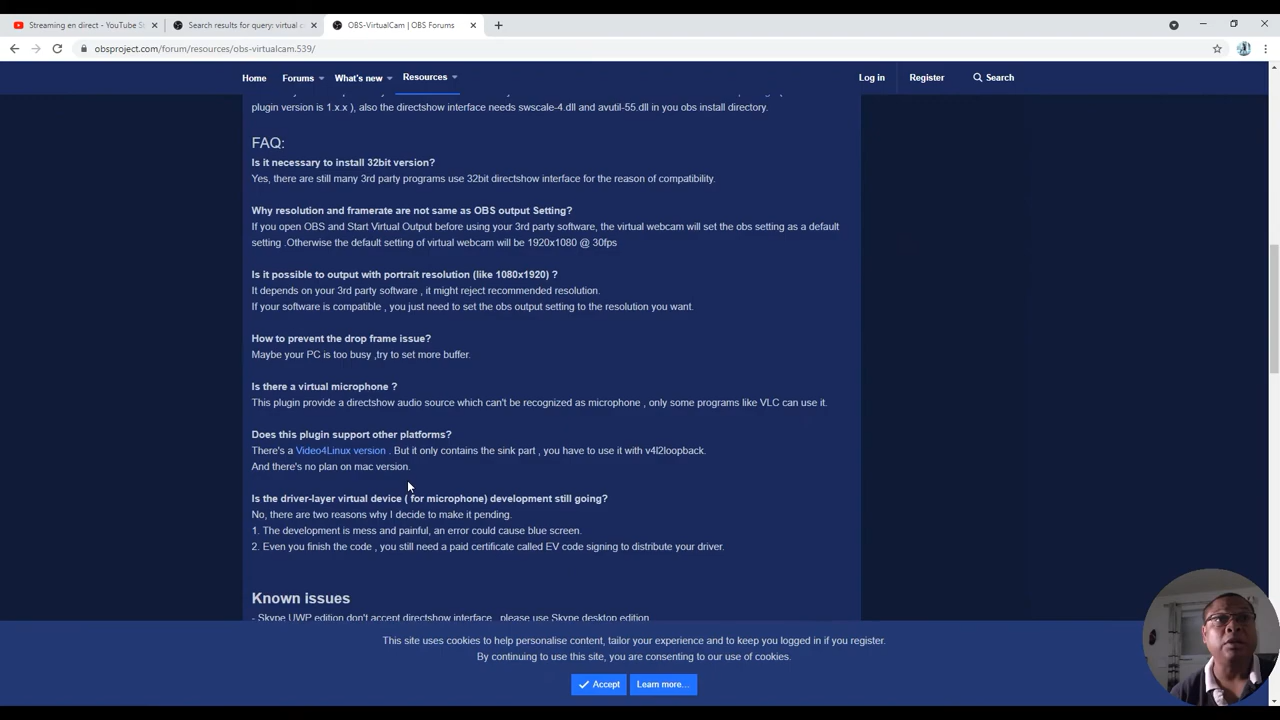 Streaming en direct - YouTube S
Search results for query: virtual c
OBS-VirtualCam | OBS Forums
obsproject.com/forum/resources/obs-virtualcam.539/
Home
Forums
What's new
Resources
Log in
Register
Search
plugin version is 1.x.x ), also the directshow interface needs swscale-4.dll and avutil-55.dll in you obs install directory.
FAQ:
Is it necessary to install 32bit version?
Yes, there are still many 3rd party programs use 32bit directshow interface for the reason of compatibility.
Why resolution and framerate are not same as OBS output Setting?
If you open OBS and Start Virtual Output before using your 3rd party software, the virtual webcam will set the obs setting as a default
setting .Otherwise the default setting of virtual webcam will be 1920x1080 @ 30fps
Is it possible to output with portrait resolution (like 1080x1920) ?
It depends on your 3rd party software , it might reject recommended resolution.
If your software is compatible , you just need to set the obs output setting to the resolution you want.
How to prevent the drop frame issue?
Maybe your PC is too busy ,try to set more buffer.
Is there a virtual microphone ?
This plugin provide a directshow audio source which can't be recognized as microphone , only some programs like VLC can use it.
Does this plugin support other platforms?
There's a Video4Linux version . But it only contains the sink part , you have to use it with v4l2loopback.
And there's no plan on mac version.
Is the driver-layer virtual device ( for microphone) development still going?
No, there are two reasons why I decide to make it pending.
1. The development is mess and painful, an error could cause blue screen.
2. Even you finish the code , you still need a paid certificate called EV code signing to distribute your driver.
Known issues
- Skype UWP edition don't accept directshow interface , please use Skype desktop edition
This site uses cookies to help personalise content, tailor your experience and to keep you logged in if you register.
By continuing to use this site, you are consenting to our use of cookies.
Accept
Learn more…